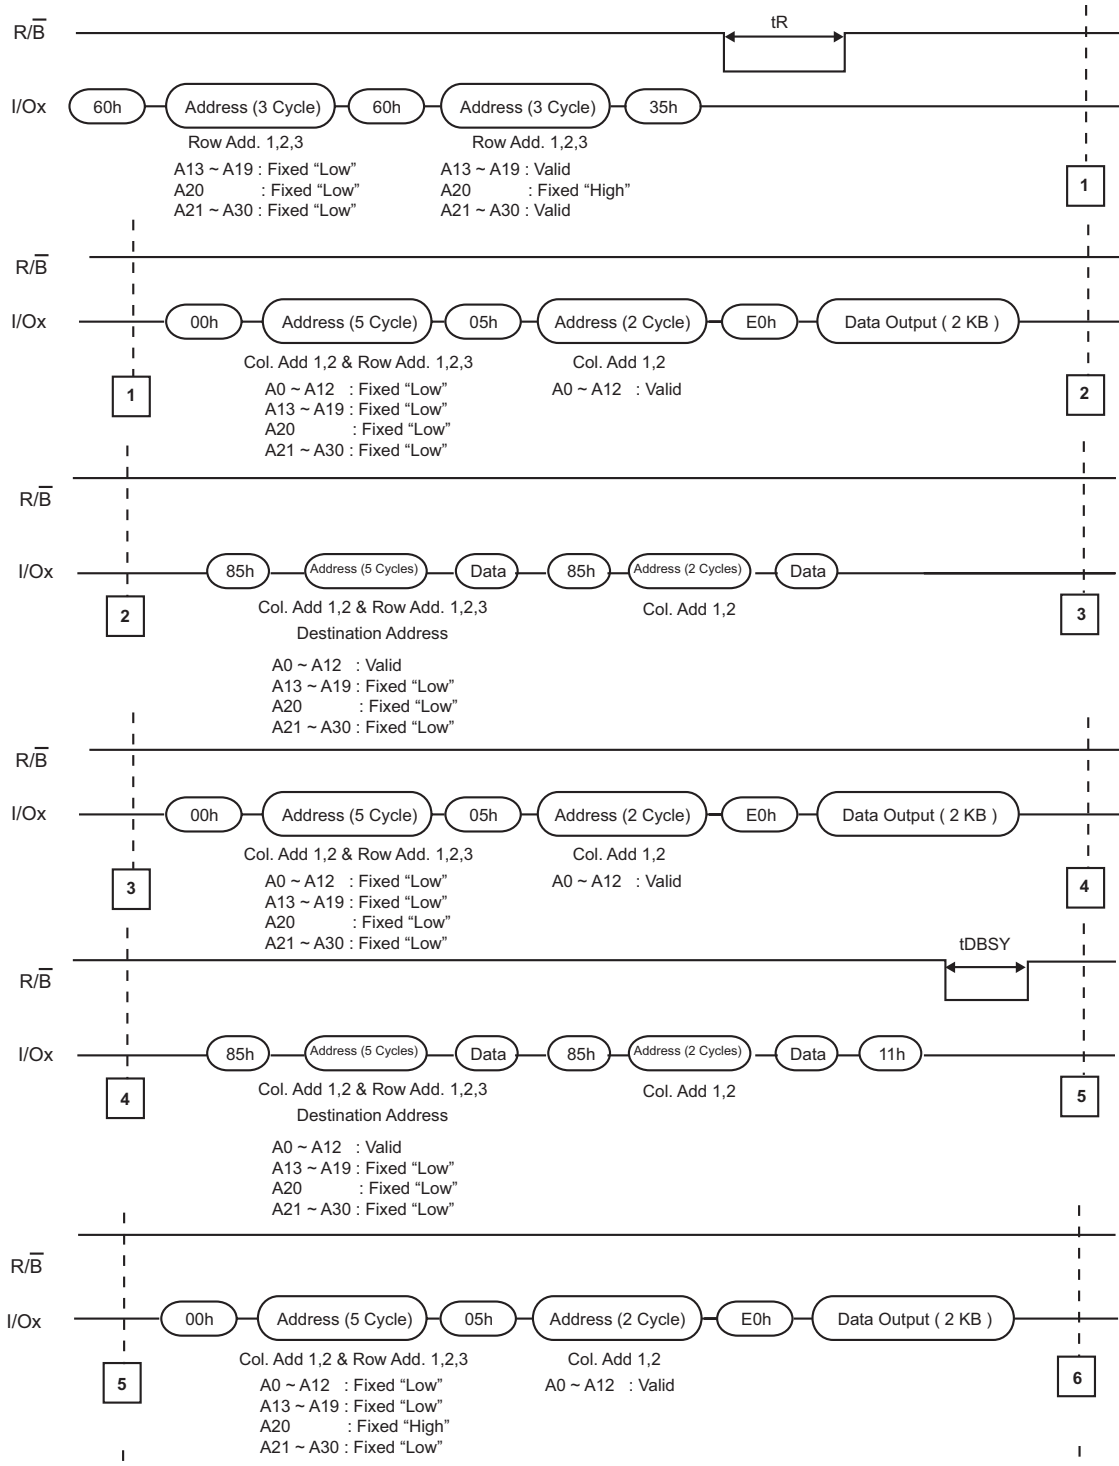 tR
R/B
I/Ox 60h Address (3 Cycle) 60h Address (3 Cycle) 35h
Row Add. 1,2,3 Row Add. 1,2,3
A13 ~ A19 : Fixed “Low” A13 ~ A19 : Valid
A20 : Fixed “Low” A20 : Fixed “High”
A21 ~ A30 : Fixed “Low” A21 ~ A30 : Valid
1
R/B
I/Ox 00h Address (5 Cycle) 05h Address (2 Cycle) E0h Data Output ( 2 KB )
Col. Add 1,2 & Row Add. 1,2,3 Col. Add 1,2
A0 ~ A12 : Fixed “Low” A0 ~ A12 : Valid
A13 ~ A19 : Fixed “Low”
A20 : Fixed “Low”
A21 ~ A30 : Fixed “Low”
1 2
R/B
I/Ox 85h Address (5 Cycles) Data 85h Address (2 Cycles) Data
Col. Add 1,2 & Row Add. 1,2,3 Col. Add 1,2
Destination Address
A0 ~ A12 : Valid
A13 ~ A19 : Fixed “Low”
A20 : Fixed “Low”
A21 ~ A30 : Fixed “Low”
2 3
R/B
I/Ox 00h Address (5 Cycle) 05h Address (2 Cycle) E0h Data Output ( 2 KB )
Col. Add 1,2 & Row Add. 1,2,3 Col. Add 1,2
A0 ~ A12 : Fixed “Low” A0 ~ A12 : Valid
A13 ~ A19 : Fixed “Low”
A20 : Fixed “Low”
A21 ~ A30 : Fixed “Low”
3 4
tDBSY
R/B
I/Ox 85h Address (5 Cycles) Data 85h Address (2 Cycles) Data 11h
Col. Add 1,2 & Row Add. 1,2,3 Col. Add 1,2
Destination Address
A0 ~ A12 : Valid
A13 ~ A19 : Fixed “Low”
A20 : Fixed “Low”
A21 ~ A30 : Fixed “Low”
4 5
R/B
I/Ox 00h Address (5 Cycle) 05h Address (2 Cycle) E0h Data Output ( 2 KB )
Col. Add 1,2 & Row Add. 1,2,3 Col. Add 1,2
A0 ~ A12 : Fixed “Low” A0 ~ A12 : Valid
A13 ~ A19 : Fixed “Low”
A20 : Fixed “High”
A21 ~ A30 : Fixed “Low”
5 6